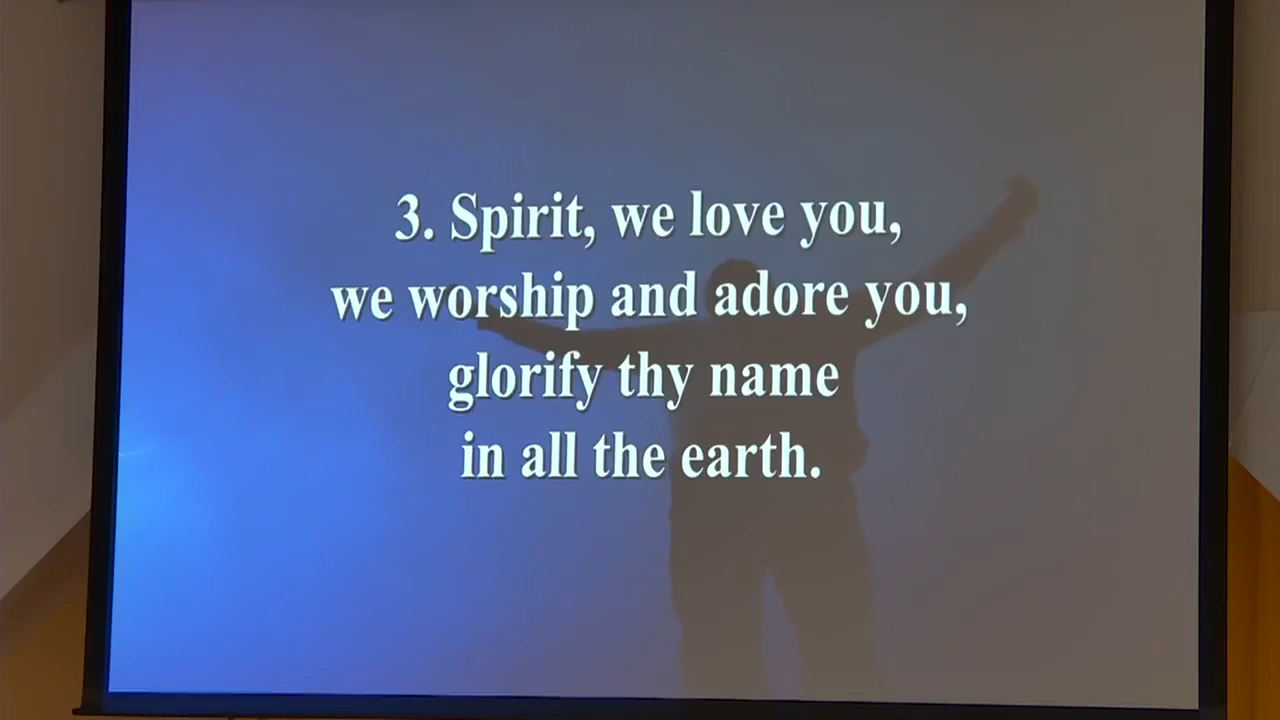 3. Spirit, we love you,
we worship and adore you,
glorify thy name
in all the earth.